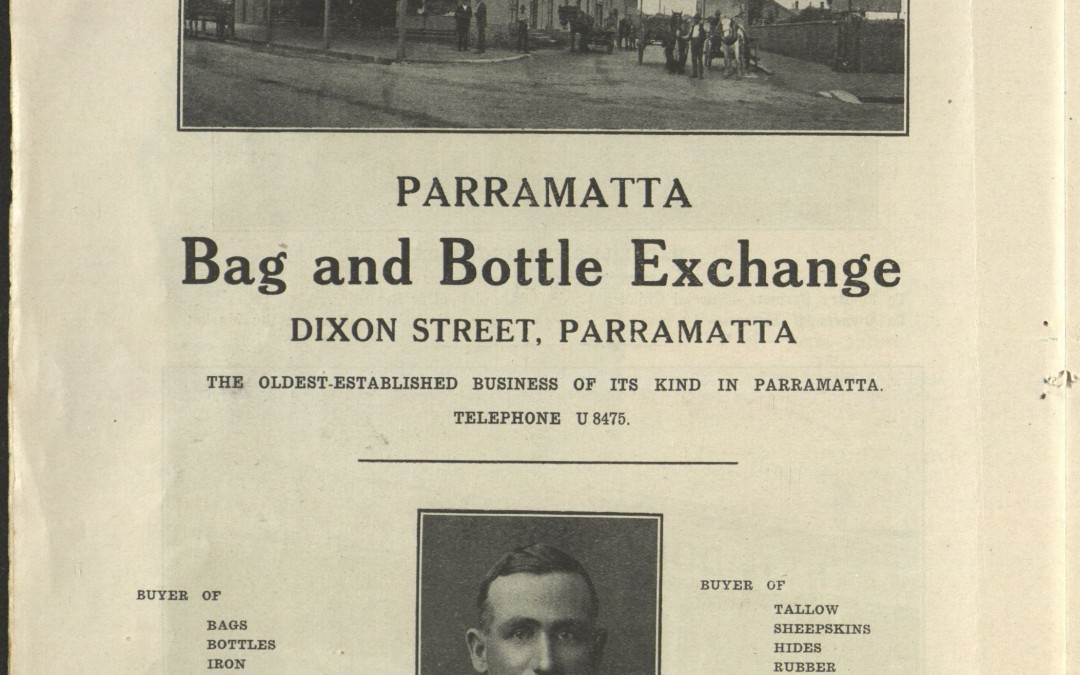 PARRAMATTA
Bag and Bottle Exchange
DIXON STREET, PARRAMATTA
THE OLDEST-ESTABLISHED BUSINESS OF ITS KIND IN PARRAMATTA.
TELEPHONE U 8475.
BUYER OF
BAGS
BOTTLES
IRON
BUYER OF
TALLOW
SHEEPSKINS
HIDES
RUBBER